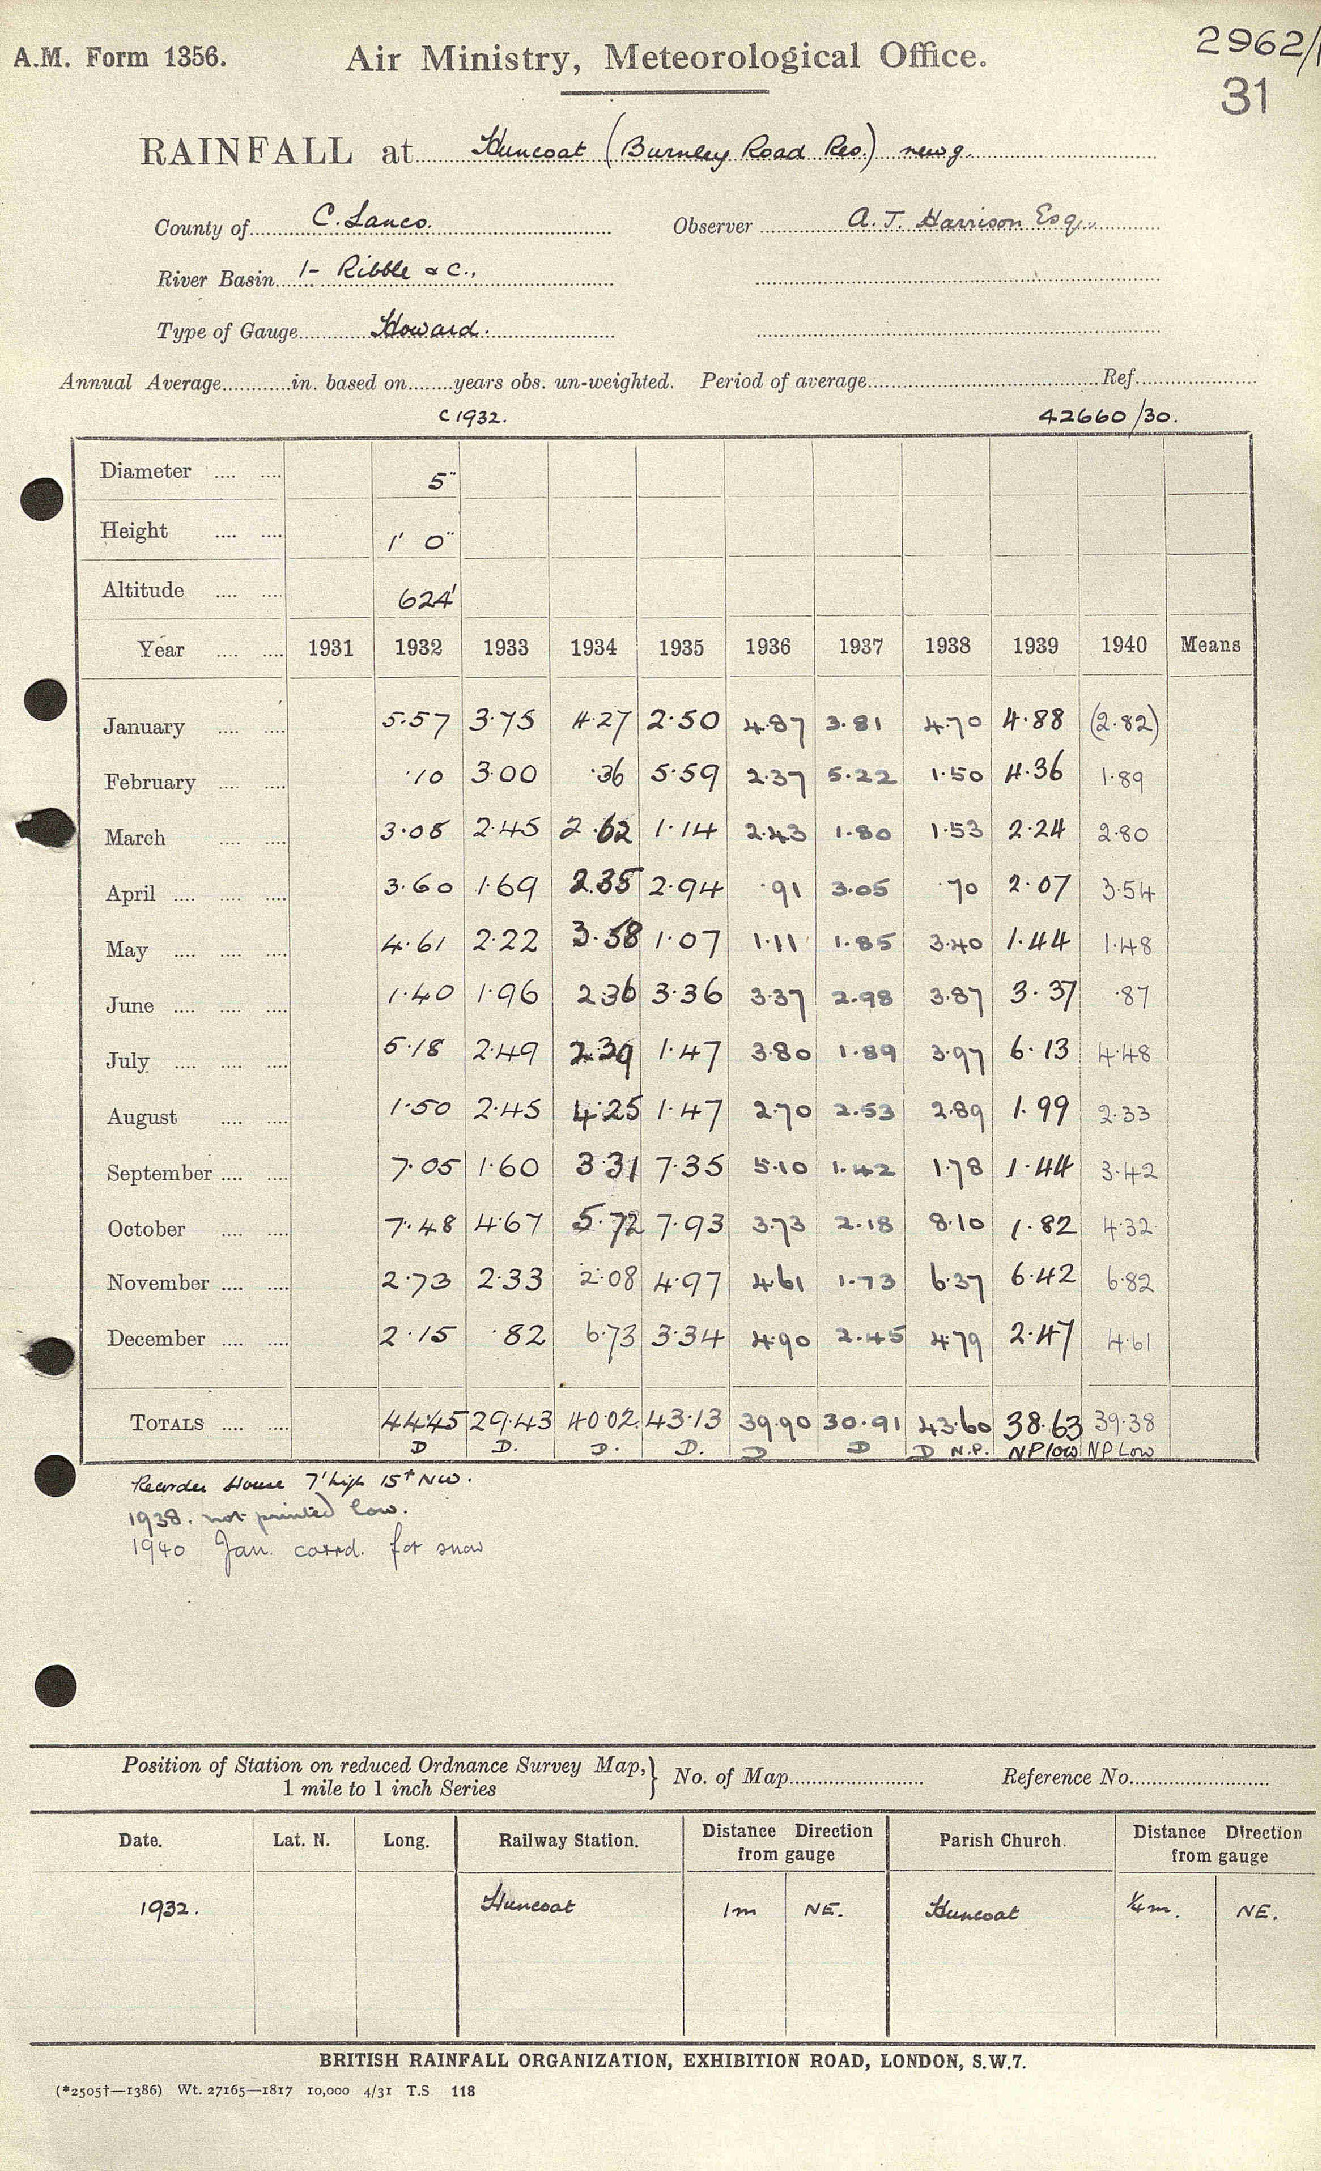 A.M. Form 1356. Air Ministry, Meteorological Office. 2962/1
31
RAINFALL at Huncoat (Burnley Road Res.) new g.
County of C. Lancs. Observer A. T. Harrison Esq.,
River Basin 1- Ribble &c.,
Type of Gauge Howard.
Annual Average in. based on years obs. un-weighted. Period of average Ref.
c 1932. 42660/30.
Diameter 5"
Height 1' 0"
Altitude 624'
Year 1931 1932 1933 1934 1935 1936 1937 1938 1939 1940 Means
January 5.57 3.75 4.27 2.50 4.87 3.81 4.70 4.88 (2.82)
February .10 3.00 .36 5.59 2.37 5.22 1.50 4.36 1.89
March 3.08 2.45 2.62 1.14 2.43 1.80 1.53 2.24 2.80
April 3.60 1.69 2.35 2.94 .91 3.05 .70 2.07 3.54
May 4.61 2.22 3.58 1.07 1.11 1.85 3.40 1.44 1.48
June 1.40 1.96 2.36 3.36 3.37 2.98 3.87 3.37 .87
July 5.18 2.49 2.39 1.47 3.80 1.89 3.97 6.13 4.48
August 1.50 2.45 4.25 1.47 2.70 2.53 2.89 1.99 2.33
September 7.05 1.60 3.31 7.35 5.10 1.42 1.78 1.44 3.42
October 7.48 4.67 5.72 7.93 3.73 2.18 8.10 1.82 4.32
November 2.73 2.33 2.08 4.97 4.61 1.73 6.37 6.42 6.82
December 2.15 .82 6.73 3.34 4.90 2.45 4.79 2.47 4.61
TOTALS 44.45 29.43 40.02 43.13 39.90 30.91 43.60 38.63 39.38
D D. D. D. D D D N.P. NP low NP Low
Recorder House 7' high 15ft NW.
1938. not printed low.
1940 Jan. corrd. for snow
Position of Station on reduced Ordnance Survey Map, 1 mile to 1 inch Series } No. of Map Reference No.
Date. Lat. N. Long. Railway Station. Distance Direction from gauge Parish Church. Distance Direction from gauge
1932. Huncoat 1m NE. Huncoat ¼m. NE.
BRITISH RAINFALL ORGANIZATION, EXHIBITION ROAD, LONDON, S.W.7.
(*2505†—1386) Wt. 27165—1817 10,000 4/31 T.S 118